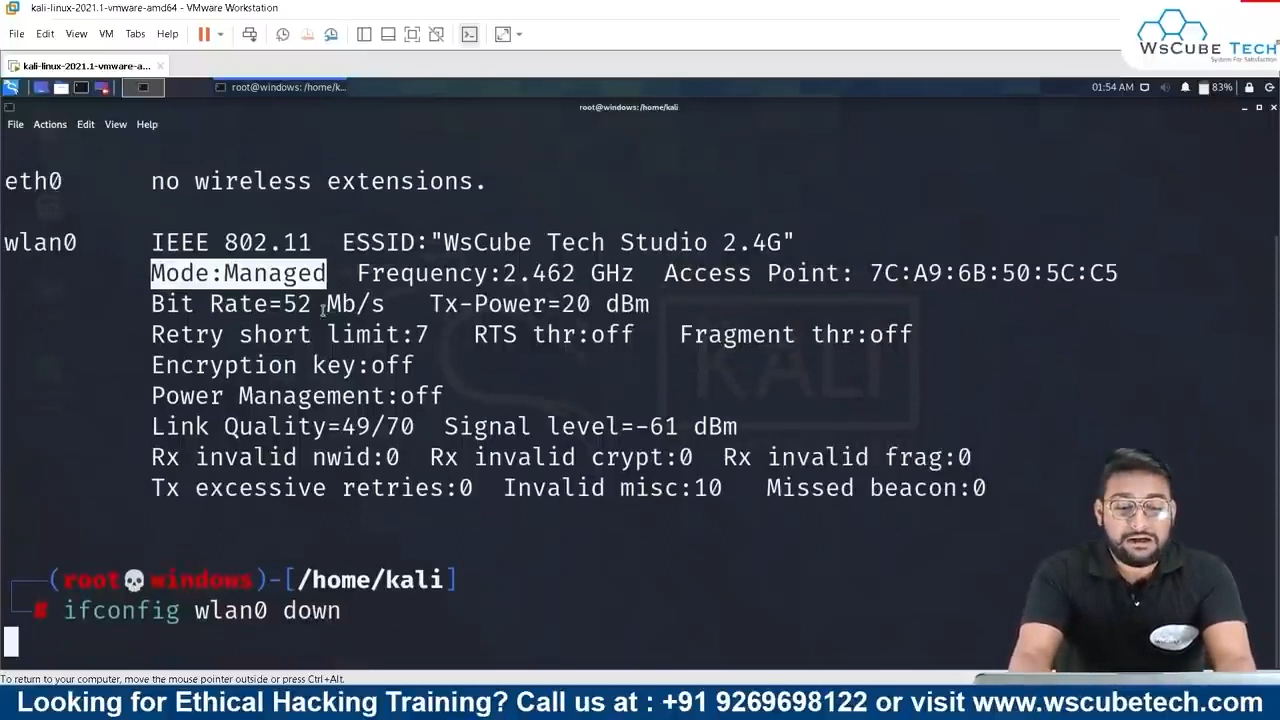 kali-linux-2021.1-vmware-amd64 - VMware Workstation
File Edit View VM Tabs Help
WsCube Tech
System For Satisfaction
kali-linux-2021.1-vmware-a...
root@windows: /home/k... 01:54 AM 83%
root@windows: /home/kali
File Actions Edit View Help
eth0 no wireless extensions.
wlan0 IEEE 802.11 ESSID:"WsCube Tech Studio 2.4G"
Mode:Managed Frequency:2.462 GHz Access Point: 7C:A9:6B:50:5C:C5
Bit Rate=52 Mb/s Tx-Power=20 dBm
Retry short limit:7 RTS thr:off Fragment thr:off
Encryption key:off
Power Management:off
Link Quality=49/70 Signal level=-61 dBm
Rx invalid nwid:0 Rx invalid crypt:0 Rx invalid frag:0
Tx excessive retries:0 Invalid misc:10 Missed beacon:0
KALI
(root💀windows)-[/home/kali]
# ifconfig wlan0 down
To return to your computer, move the mouse pointer outside or press Ctrl+Alt.
Looking for Ethical Hacking Training? Call us at : +91 9269698122 or visit www.wscubetech.com